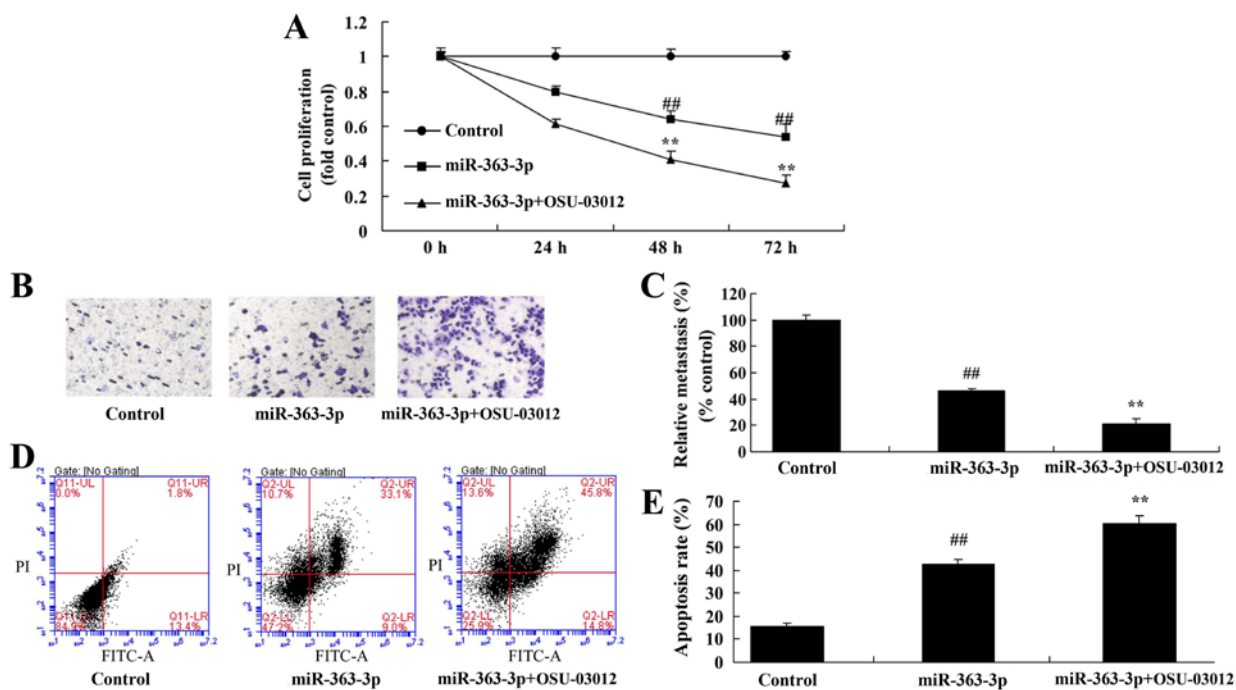 A
Cell proliferation
(fold control)
1.2
1
0.8
0.6
0.4
0.2
0
##
##
**
**
Control
miR-363-3p
miR-363-3p+OSU-03012
0 h
24 h
48 h
72 h
B
Control
miR-363-3p
miR-363-3p+OSU-03012
C
Relative metastasis (%)
(% control)
120
100
80
60
40
20
0
##
**
Control
miR-363-3p
miR-363-3p+OSU-03012
D
Gate: [No Gating]
Q11-UL
0.0%
Q11-UR
1.8%
Q11-LR
13.4%
PI
FITC-A
Control
Gate: [No Gating]
Q2-UL
10.7%
Q2-UR
33.1%
Q2-LL
47.2%
Q2-LR
9.0%
PI
FITC-A
miR-363-3p
Gate: [No Gating]
Q2-UL
13.6%
Q2-UR
45.8%
Q2-LL
25.8%
Q2-LR
14.8%
PI
FITC-A
miR-363-3p+OSU-03012
E
Apoptosis rate (%)
70
60
50
40
30
20
10
0
##
**
Control
miR-363-3p
miR-363-3p+OSU-03012